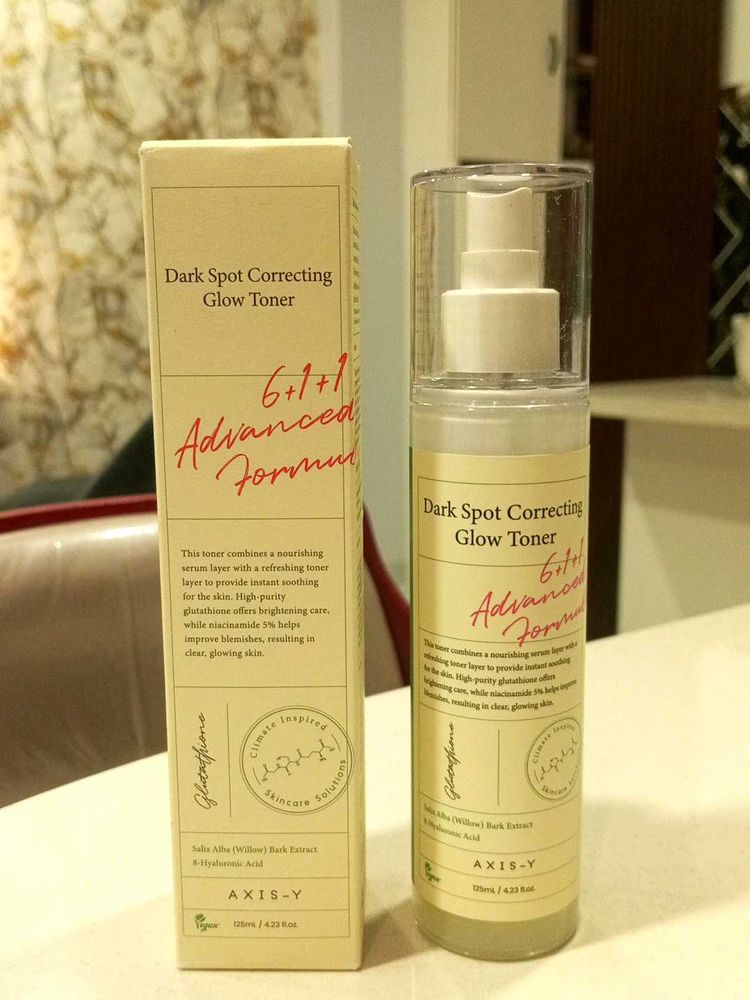 Dark Spot Correcting
Glow Toner
6+1+1
Advanced
Formul
This toner combines a nourishing
serum layer with a refreshing toner
layer to provide instant soothing
for the skin. High-purity
glutathione offers brightening care,
while niacinamide 5% helps
improve blemishes, resulting in
clear, glowing skin.
Glutathione
Climate Inspired
Skincare Solutions
Salix Alba (Willow) Bark Extract
8-Hyaluronic Acid
AXIS-Y
Vegan
125mL / 4.23 fl.oz.
Dark Spot Correcting
Glow Toner
6+1+1
Advanced
Formul
This toner combines a nourishing serum layer with a
refreshing toner layer to provide instant soothing
for the skin. High-purity glutathione offers
brightening care, while niacinamide 5% helps improve
blemishes, resulting in clear, glowing skin.
Glutathione
Climate Inspired
Skincare Solutions
Salix Alba (Willow) Bark Extract
8-Hyaluronic Acid
AXIS-Y
Vegan
125mL / 4.23 fl.oz.